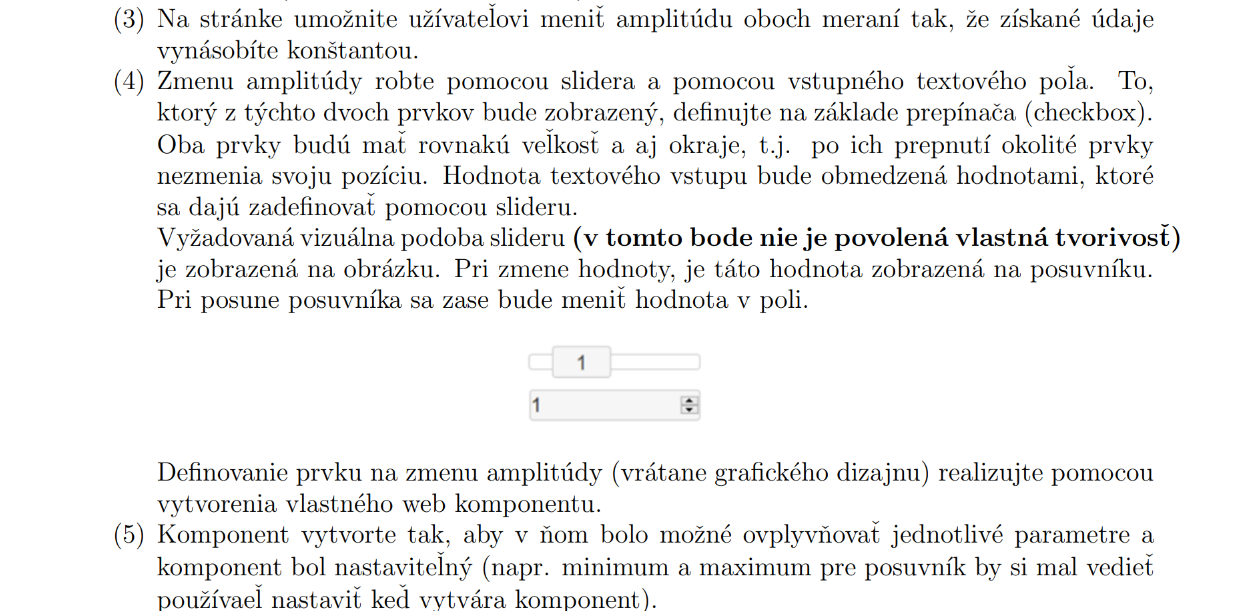 (3) Na stránke umožnite užívateľovi meniť amplitúdu oboch meraní tak, že získané údaje
vynásobíte konštantou.
(4) Zmenu amplitúdy robte pomocou slidera a pomocou vstupného textového poľa. To,
ktorý z týchto dvoch prvkov bude zobrazený, definujte na základe prepínača (checkbox).
Oba prvky budú mať rovnakú veľkosť a aj okraje, t.j. po ich prepnutí okolité prvky
nezmenia svoju pozíciu. Hodnota textového vstupu bude obmedzená hodnotami, ktoré
sa dajú zadefinovať pomocou slideru.
Vyžadovaná vizuálna podoba slideru (v tomto bode nie je povolená vlastná tvorivosť)
je zobrazená na obrázku. Pri zmene hodnoty, je táto hodnota zobrazená na posuvníku.
Pri posune posuvníka sa zase bude meniť hodnota v poli.
1
1
Definovanie prvku na zmenu amplitúdy (vrátane grafického dizajnu) realizujte pomocou
vytvorenia vlastného web komponentu.
(5) Komponent vytvorte tak, aby v ňom bolo možné ovplyvňovať jednotlivé parametre a
komponent bol nastaviteľný (napr. minimum a maximum pre posuvník by si mal vedieť
používaeľ nastaviť keď vytvára komponent).